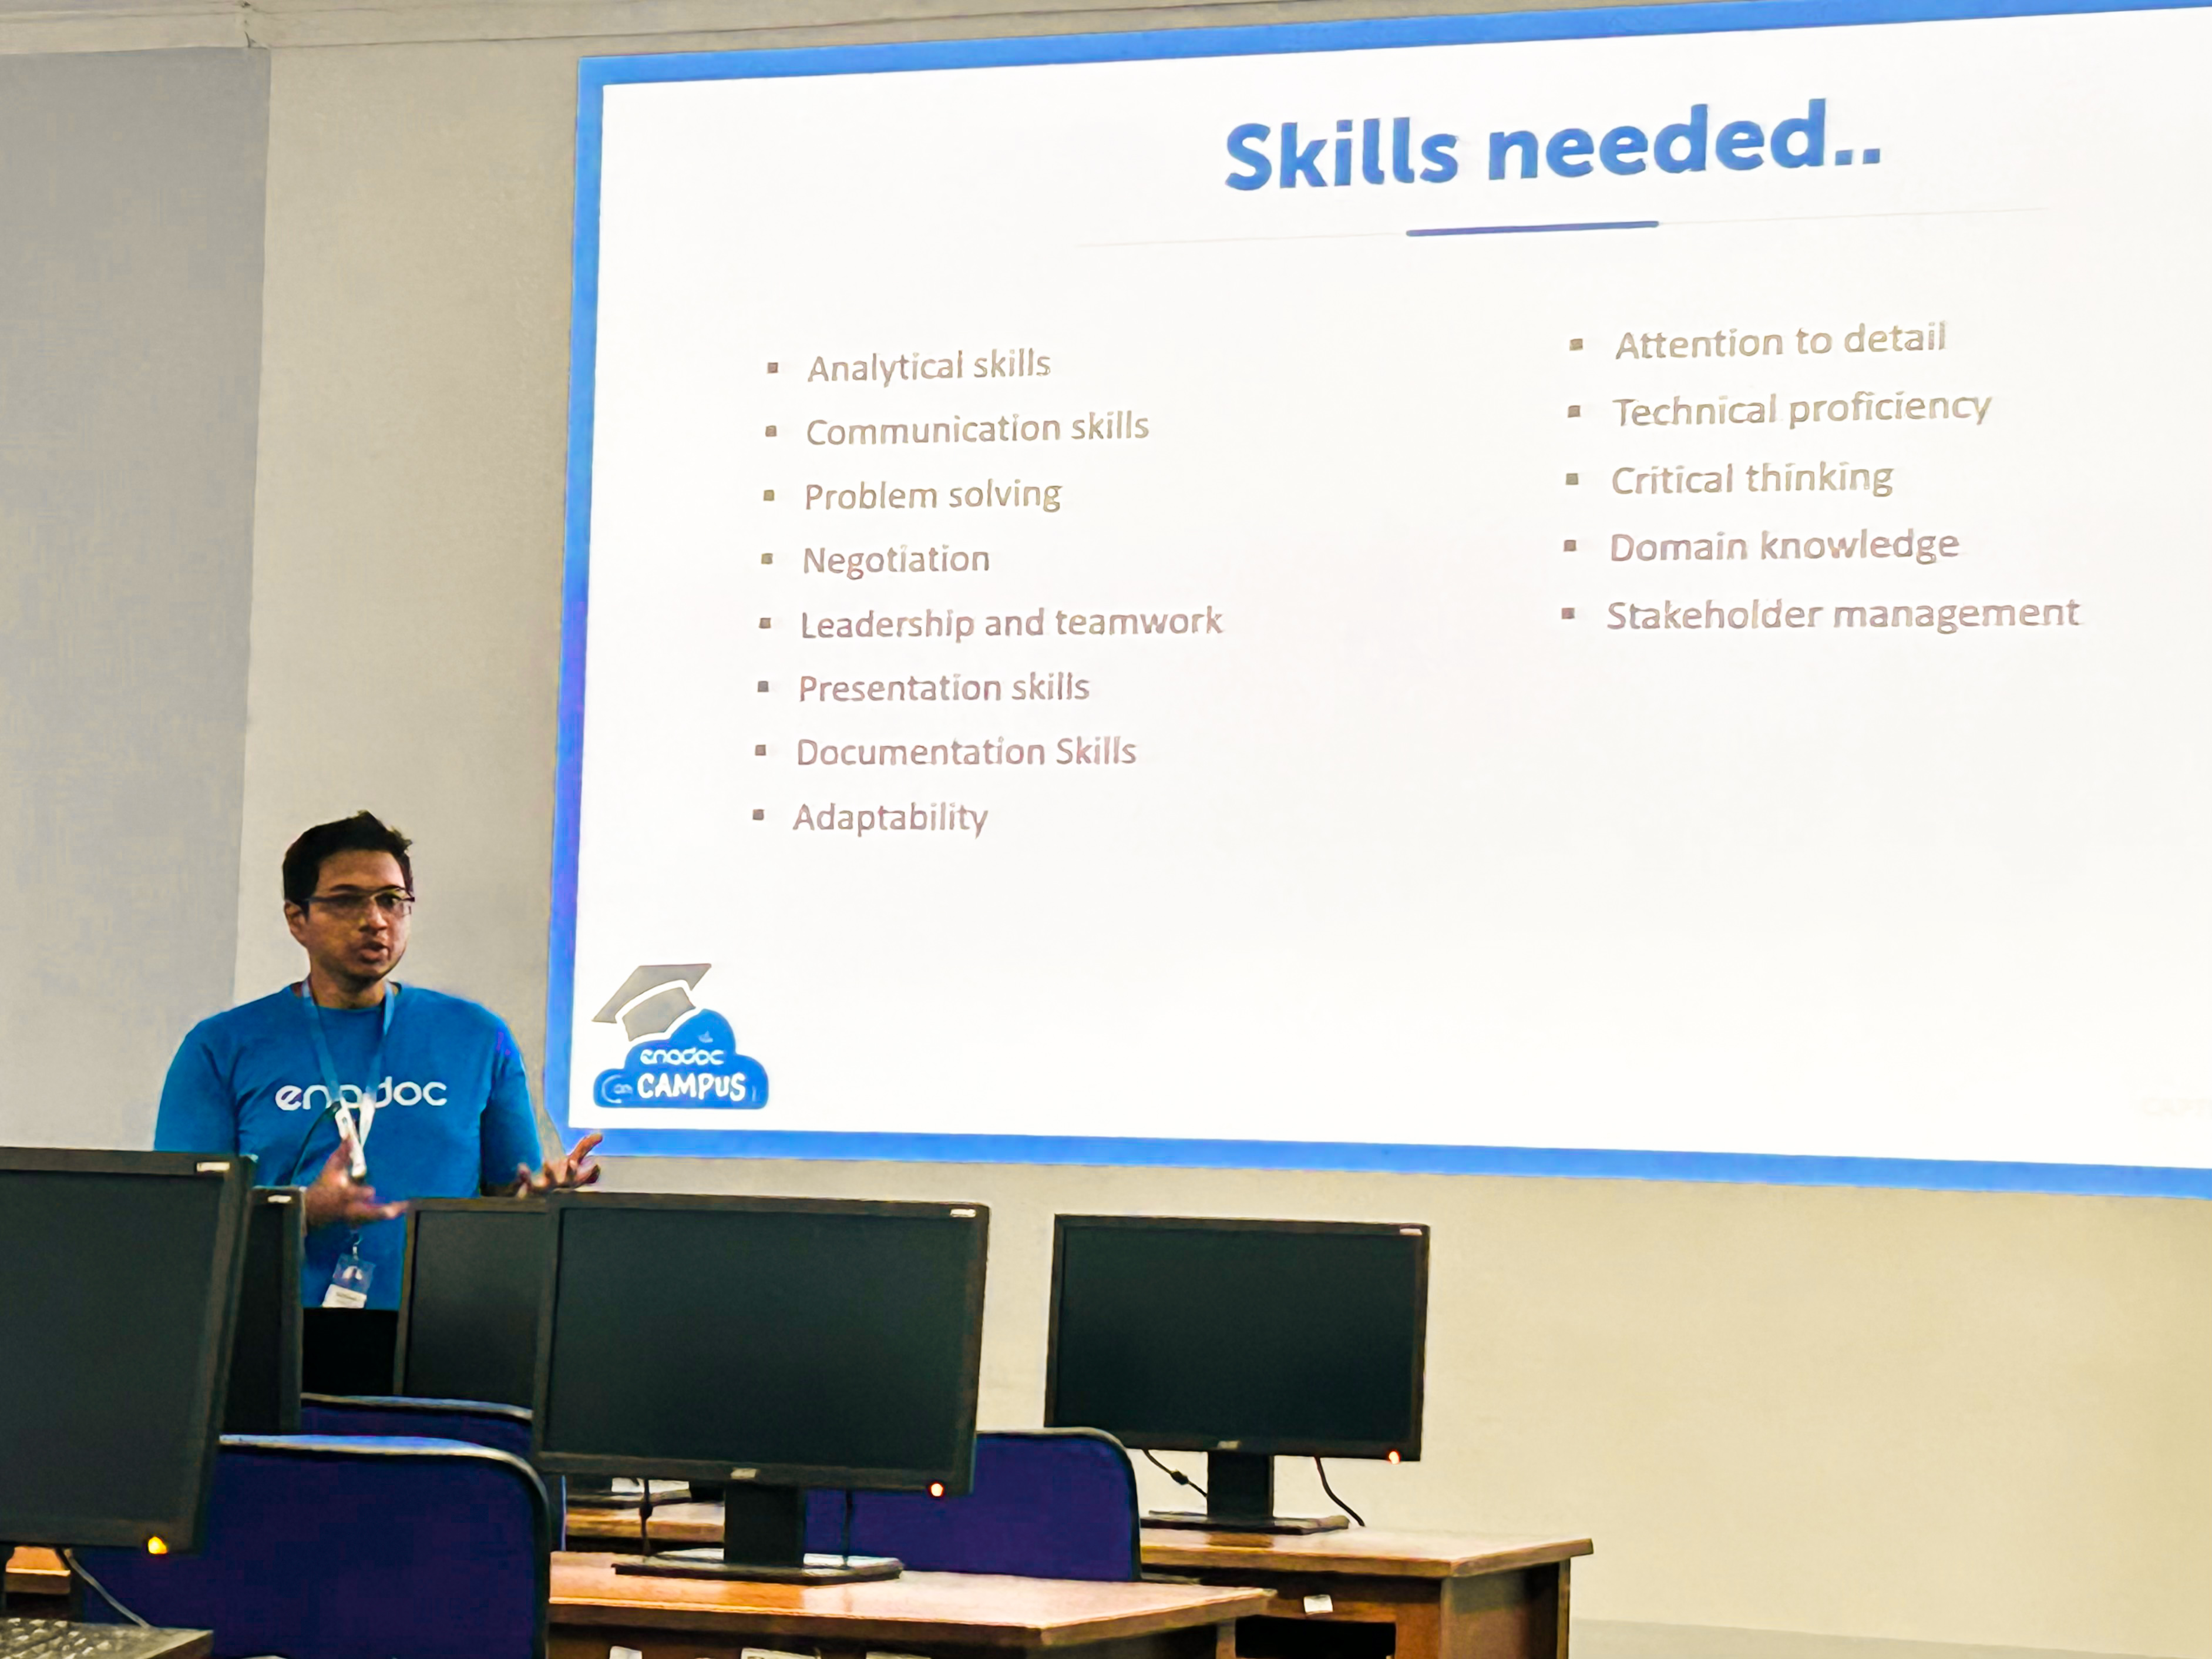 Skills needed..
Analytical skills
Communication skills
Problem solving
Negotiation
Leadership and teamwork
Presentation skills
Documentation Skills
Adaptability
Attention to detail
Technical proficiency
Critical thinking
Domain knowledge
Stakeholder management
enadoc
CAMPUS
enadoc